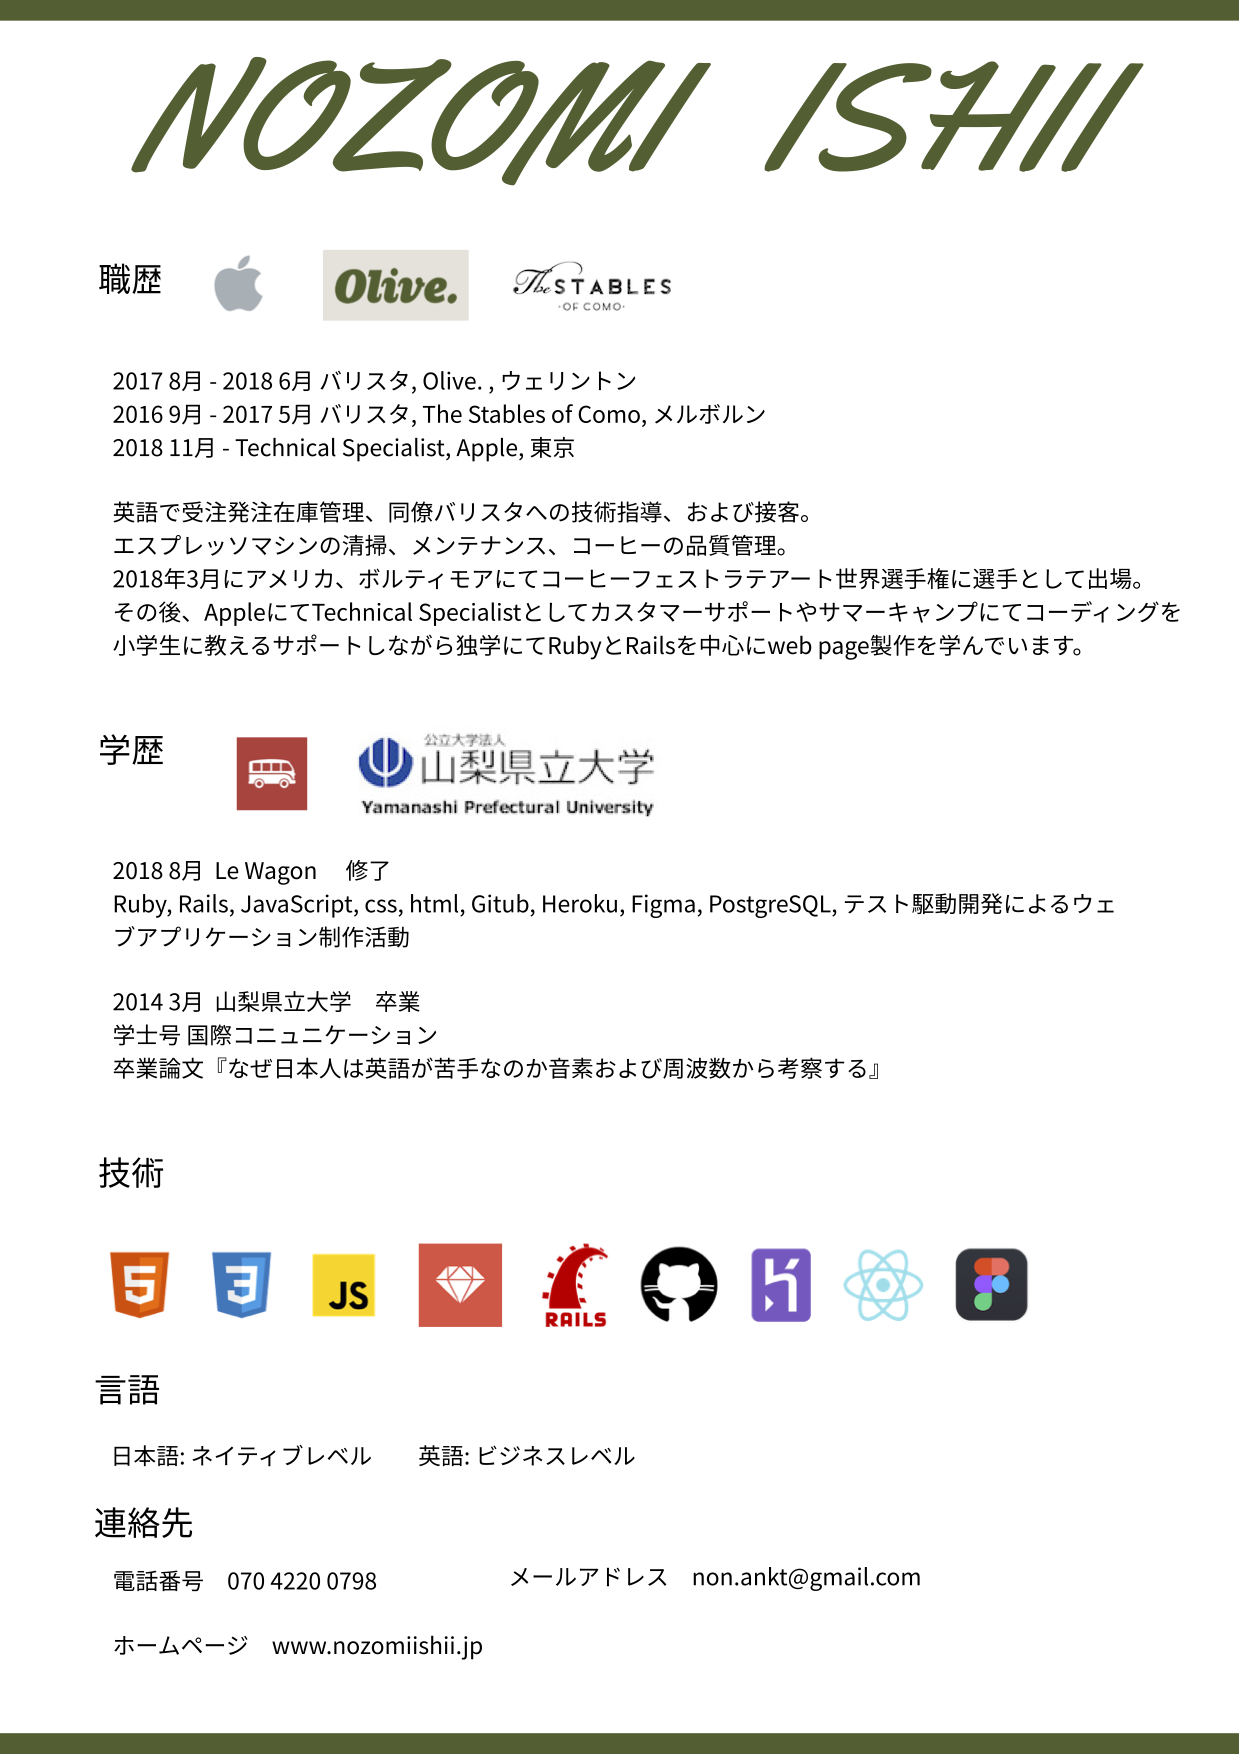 NOZOMI ISHII
職歴
Olive.
The STABLES
·OF COMO·
2017 8月 - 2018 6月 バリスタ, Olive. , ウェリントン
2016 9月 - 2017 5月 バリスタ, The Stables of Como, メルボルン
2018 11月 - Technical Specialist, Apple, 東京
英語で受注発注在庫管理、同僚バリスタへの技術指導、および接客。
エスプレッソマシンの清掃、メンテナンス、コーヒーの品質管理。
2018年3月にアメリカ、ボルティモアにてコーヒーフェストラテアート世界選手権に選手として出場。
その後、AppleにてTechnical Specialistとしてカスタマーサポートやサマーキャンプにてコーディングを
小学生に教えるサポートしながら独学にてRubyとRailsを中心にweb page製作を学んでいます。
学歴
公立大学法人
山梨県立大学
Yamanashi Prefectural University
2018 8月 Le Wagon　修了
Ruby, Rails, JavaScript, css, html, Gitub, Heroku, Figma, PostgreSQL, テスト駆動開発によるウェ
ブアプリケーション制作活動
2014 3月 山梨県立大学　卒業
学士号 国際コニュニケーション
卒業論文『なぜ日本人は英語が苦手なのか音素および周波数から考察する』
技術
5 3 JS RAILS
言語
日本語: ネイティブレベル　　英語: ビジネスレベル
連絡先
電話番号　070 4220 0798
メールアドレス　non.ankt@gmail.com
ホームページ　www.nozomiishii.jp